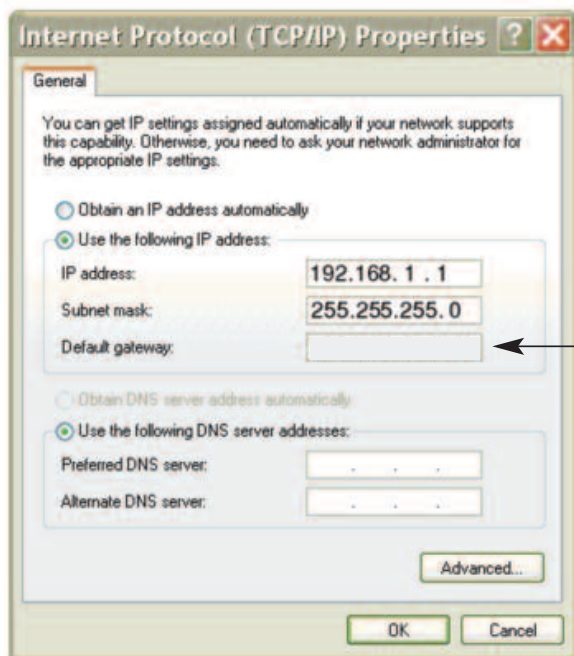 Internet Protocol (TCP/IP) Properties
General
You can get IP settings assigned automatically if your network supports
this capability. Otherwise, you need to ask your network administrator for
the appropriate IP settings.
Obtain an IP address automatically
Use the following IP address:
IP address: 192.168. 1 . 1
Subnet mask: 255.255.255. 0
Default gateway:
Obtain DNS server address automatically
Use the following DNS server addresses:
Preferred DNS server: . . .
Alternate DNS server: . . .
Advanced...
OK Cancel